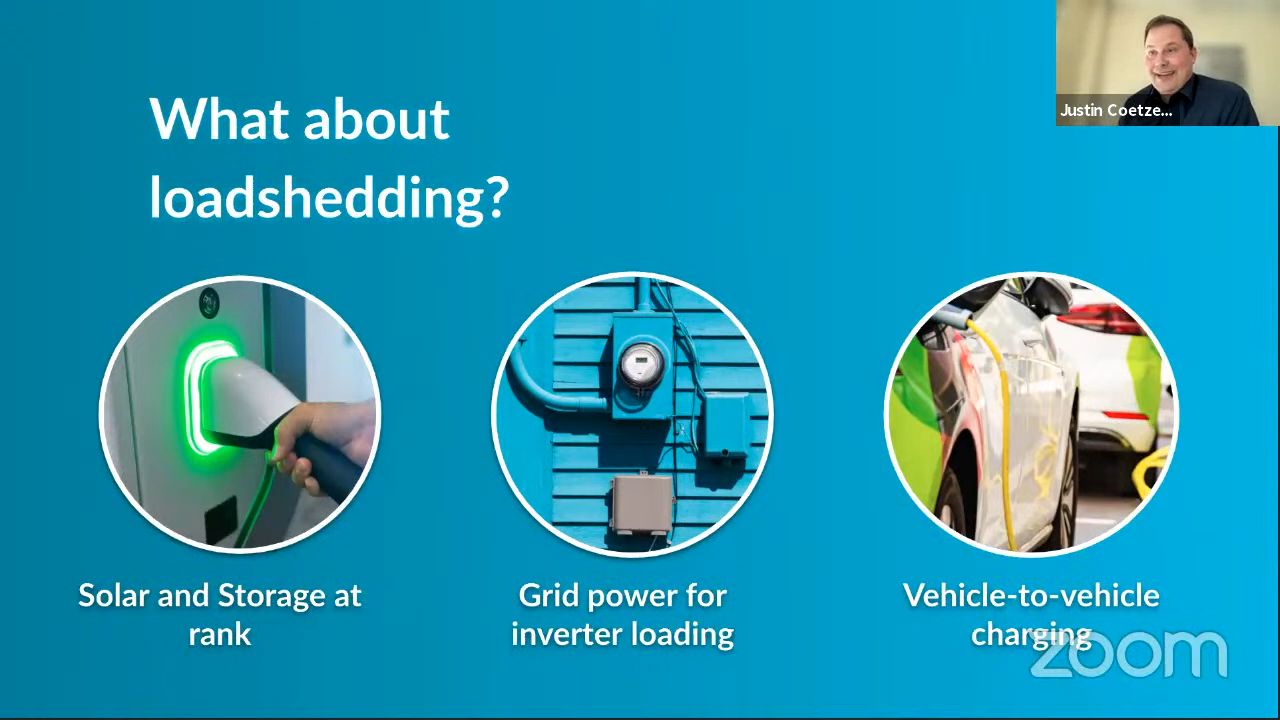 Justin Coetze...
What about
loadshedding?
Solar and Storage at
rank
Grid power for
inverter loading
Vehicle-to-vehicle
charging
zoom